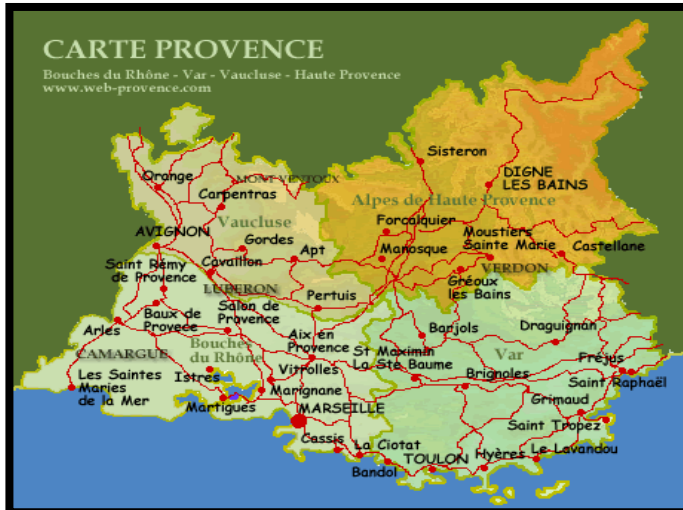 CARTE PROVENCE
Bouches du Rhône - Var - Vaucluse - Haute Provence
www.web-provence.com
Sisteron
Orange
MONT VENTOUX
DIGNE
LES BAINS
Carpentras
Alpes de Haute Provence
Vaucluse
Forcalquier
AVIGNON
Moustiers
Sainte Marie
Gordes
Apt
Manosque
Castellane
Cavaillon
Saint Rémy
de Provence
VERDON
LUBERON
Gréoux
les Bains
Pertuis
Baux de
Provece
Salon de
Provence
Arles
Aix en
Provence
Barjols
Draguignan
Bouches
du Rhône
CAMARGUE
St Maximin
La Ste Baume
Var
Fréjus
Vitrolles
Les Saintes
Maries
de la Mer
Istres
Brignoles
Saint Raphaël
Marignane
Martigues
MARSEILLE
Grimaud
Saint Tropez
Cassis
La Ciotat
Le Lavandou
Hyères
TOULON
Bandol